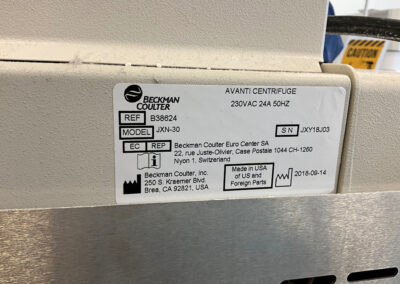 CAUTION
BECKMAN
COULTER
AVANTI CENTRIFUGE
230VAC 24A 50HZ
REF B38624
MODEL JXN-30
SN JXY18J03
EC REP Beckman Coulter Euro Center SA
22, rue Juste-Olivier, Case Postale 1044 CH-1260
Nyon 1, Switzerland
Beckman Coulter, Inc.
250 S. Kraemer Blvd.
Brea, CA 92821, USA
Made in USA
of US and
Foreign Parts
2018-09-14